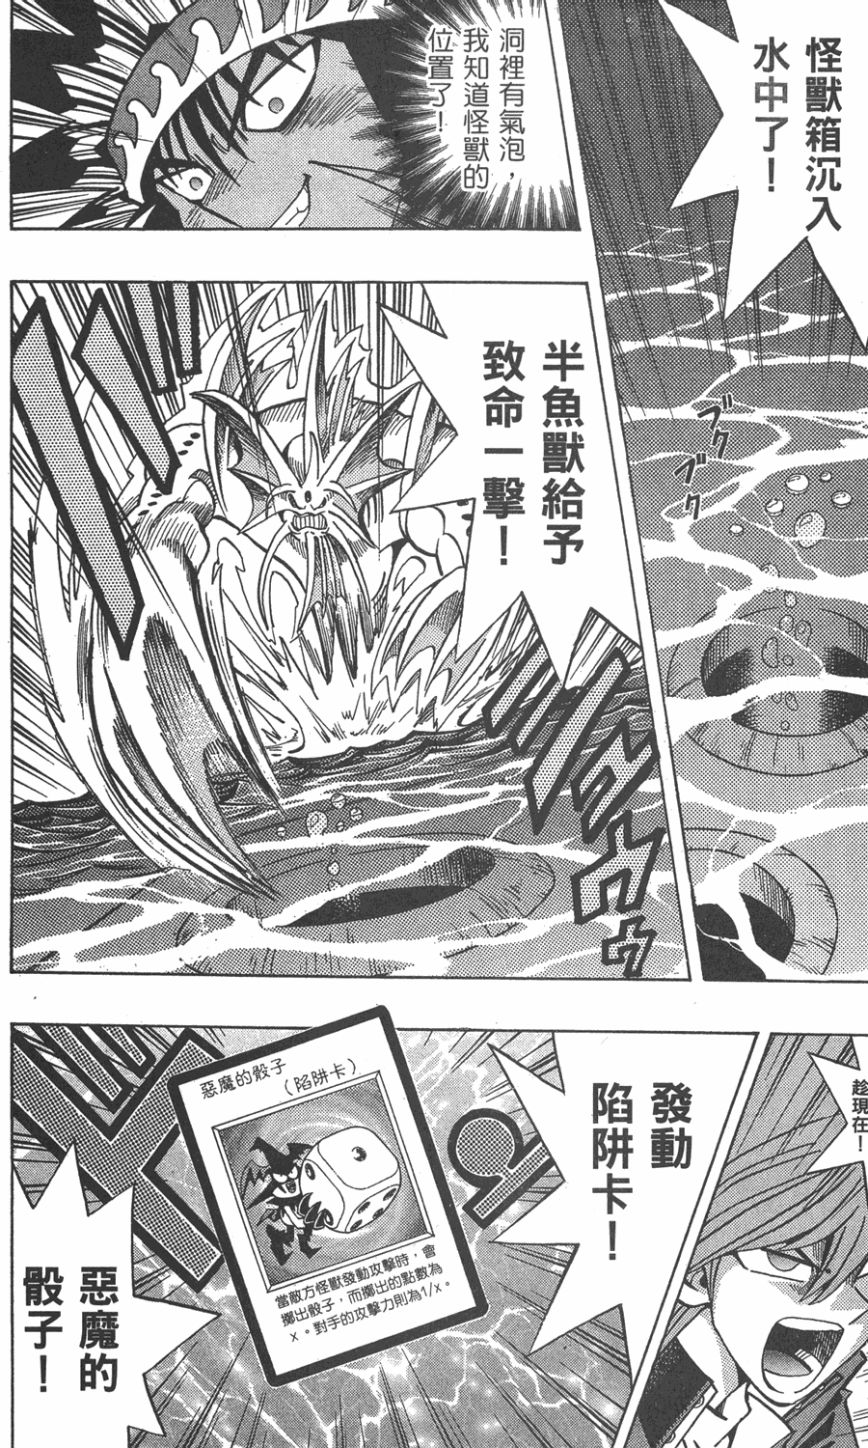 怪獸箱沉入
水中了！
洞裡有氣泡，
我知道怪獸的
位置了！
ブクブク
半魚獸給予
致命一擊！
趁現在！
發動
陷阱卡！
惡魔的骰子
（陷阱卡）
當敵方怪獸發動攻擊時，會
擲出骰子，而擲出的點數為
x。對手的攻擊力則為1/x。
惡魔的
骰子！